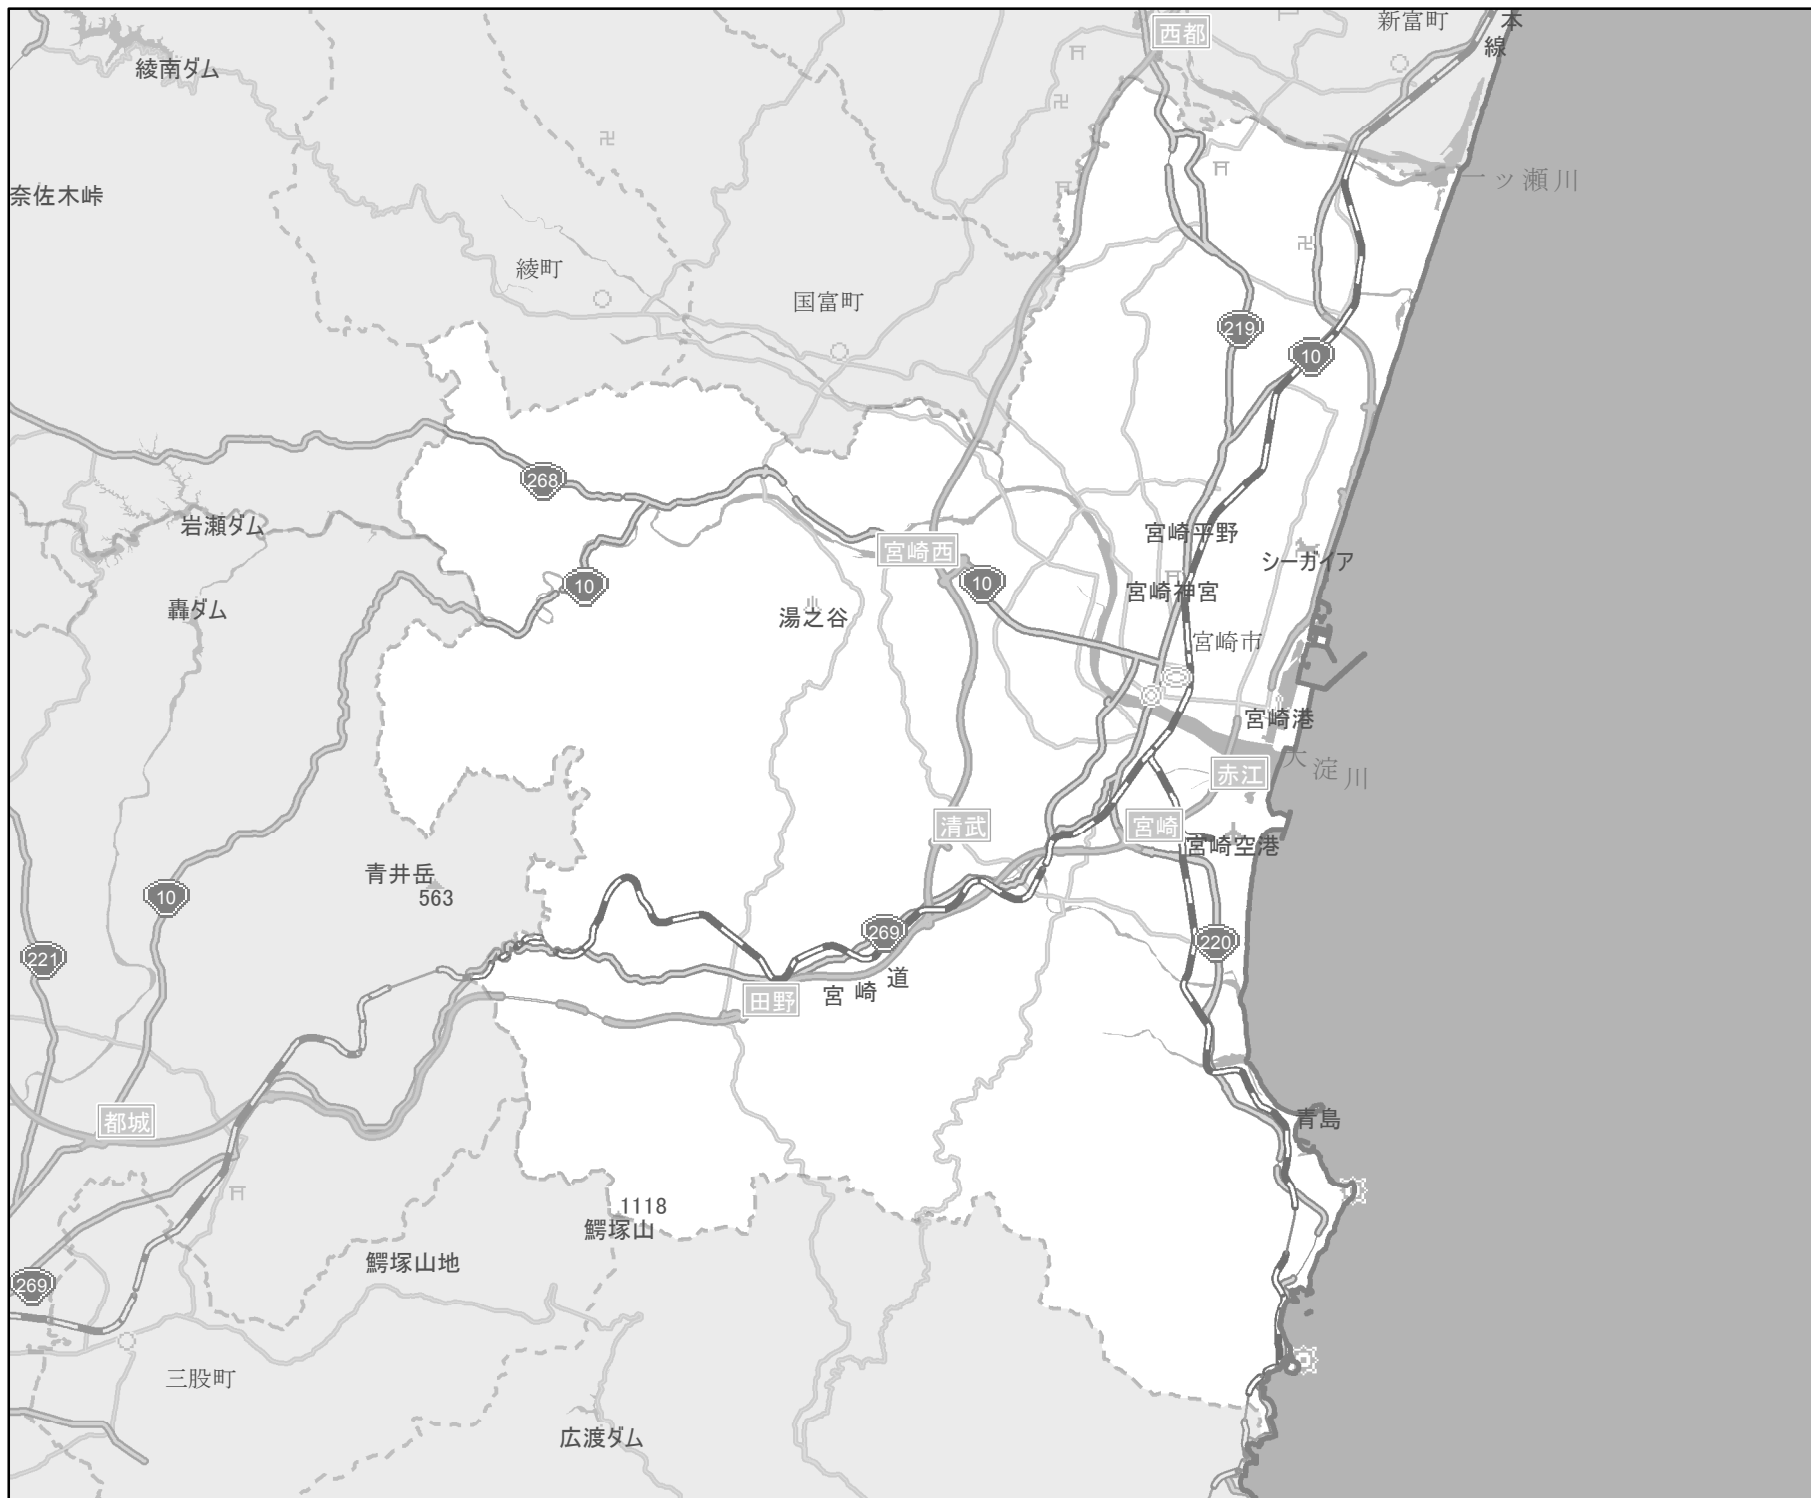 新富町
本
線
西都
綾南ダム
一ッ瀬川
奈佐木峠
綾町
国富町
219
10
268
岩瀬ダム
宮崎平野
宮崎西
シーガイア
10
10
宮崎神宮
轟ダム
湯之谷
宮崎市
宮崎港
大淀川
赤江
清武
宮崎
宮崎空港
青井岳
563
10
269
220
221
宮崎道
田野
都城
青島
1118
鰐塚山
鰐塚山地
269
三股町
広渡ダム